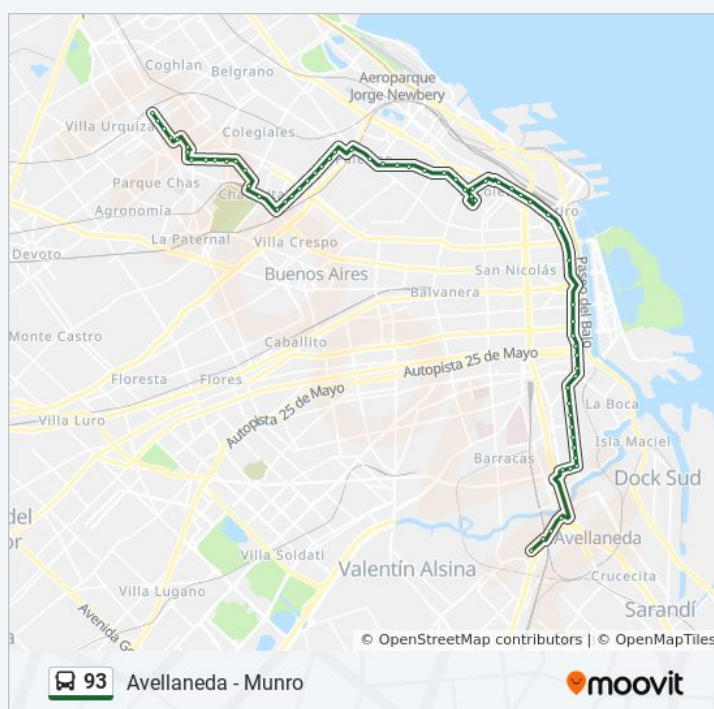 Coghlan
Belgrano
Aeroparque
Jorge Newbery
Villa Urquiza
Colegiales
Parque Chas
Agronomía
La Paternal
Devoto
Villa Crespo
San Nicolás
Buenos Aires
Balvanera
Paseo del Bajo
Monte Castro
Caballito
Autopista 25 de Mayo
Floresta
Flores
Autopista 25 de Mayo
Villa Luro
La Boca
Isla Maciel
Barracas
Dock Sud
Avellaneda
Villa Soldati
Valentín Alsina
Crucecita
Villa Lugano
Sarandí
© OpenStreetMap contributors | © OpenMapTiles
93 Avellaneda - Munro
moovit